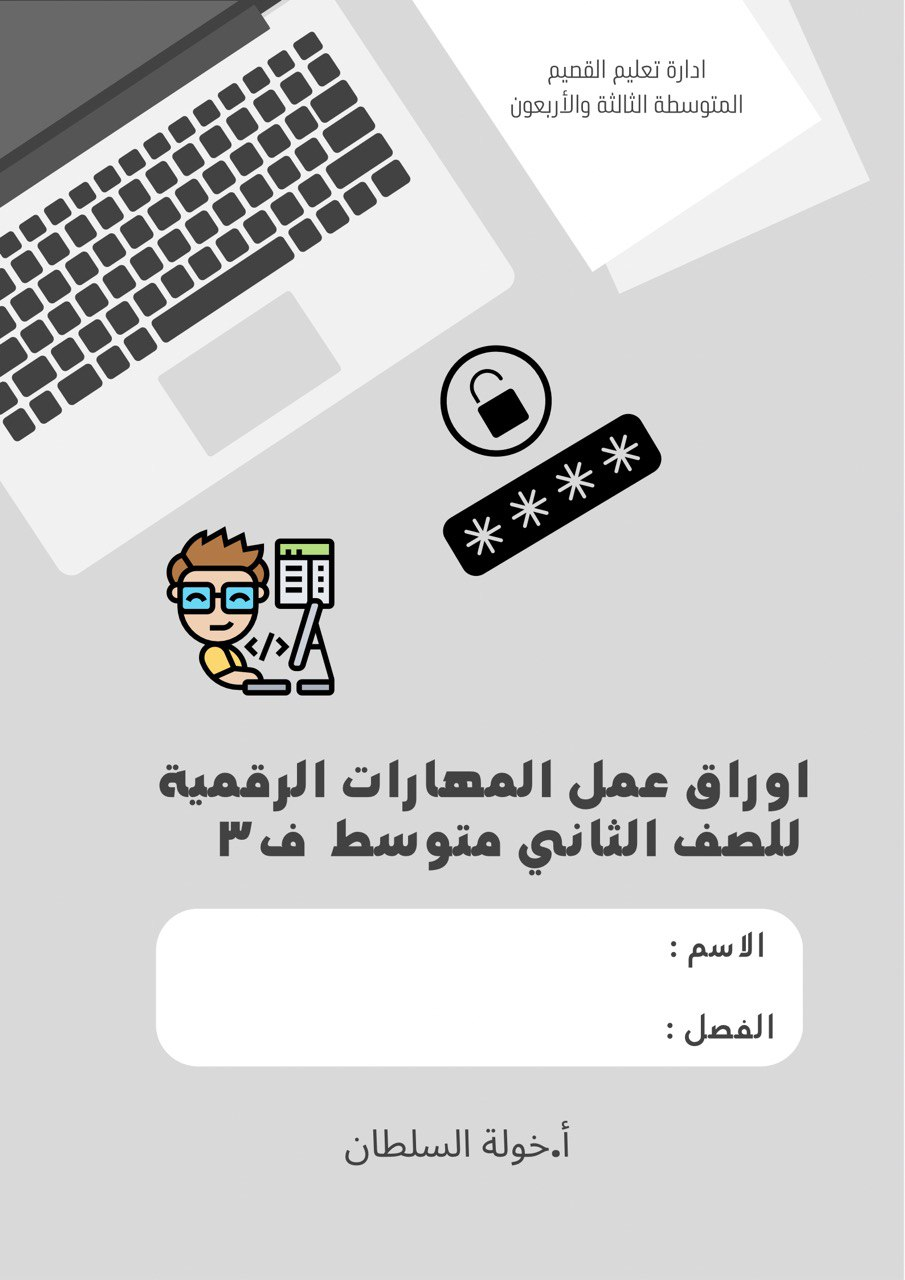 ادارة تعليم القصيم
المتوسطة الثالثة والأربعون
</>
اوراق عمل المهارات الرقمية
للصف الثاني متوسط ف٣
الاسم :
الفصل :
أ.خولة السلطان